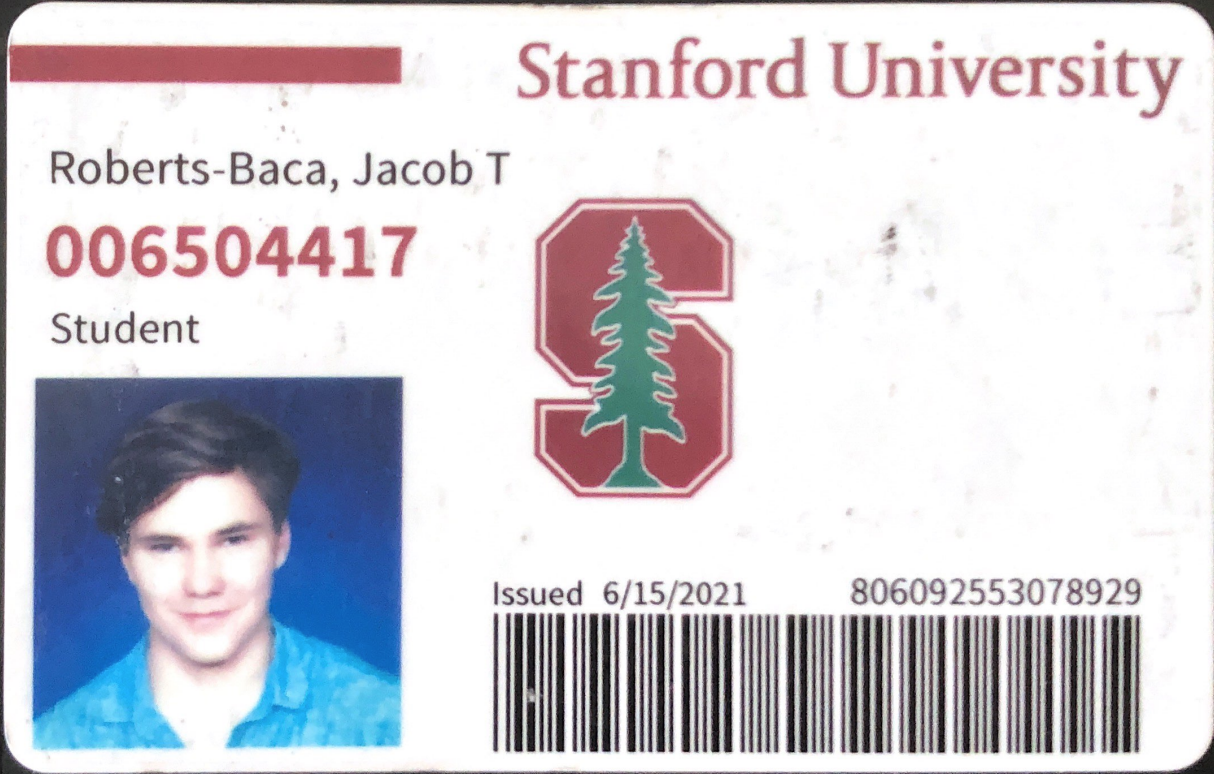 Stanford University
Roberts-Baca, Jacob T
006504417
Student
Issued 6/15/2021
806092553078929